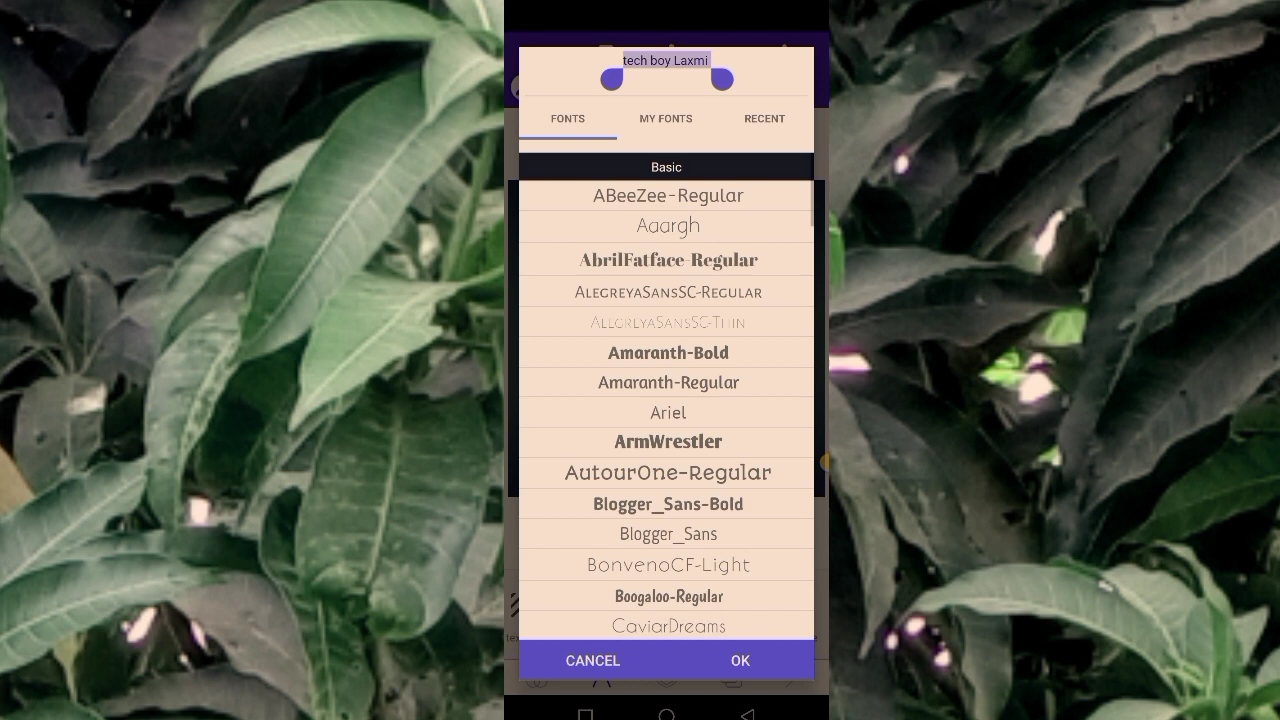 tech boy Laxmi
FONTS MY FONTS RECENT
Basic
ABeeZee-Regular
Aaargh
AbrilFatface-Regular
AlegreyaSansSC-Regular
AlegreyaSansSC-Thin
Amaranth-Bold
Amaranth-Regular
Ariel
ArmWrestler
AutourOne-Regular
Blogger_Sans-Bold
Blogger_Sans
BonvenoCF-Light
Boogaloo-Regular
CaviarDreams
CANCEL OK